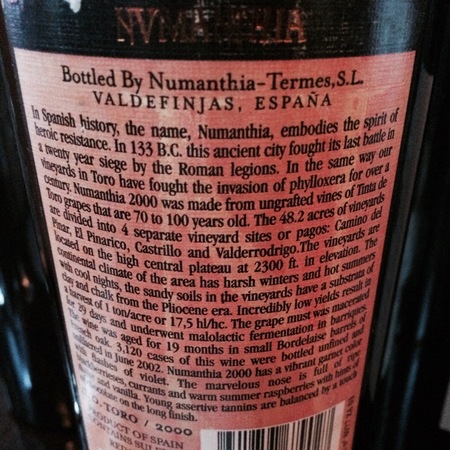 NUMANTHIA
Bottled By Numanthia-Termes, S.L.
VALDEFINJAS, ESPAÑA
In Spanish history, the name, Numanthia, embodies the spirit of
heroic resistance. In 133 B.C. this ancient city fought its last battle in
a twenty year siege by the Roman legions. In the same way our
vineyards in Toro have fought the invasion of phylloxera for over a
century. Numanthia 2000 was made from ungrafted vines of Tinta de
Toro grapes that are 70 to 100 years old. The 48.2 acres of vineyards
are divided into 4 separate vineyard sites or pagos: Camino del
Pinar, El Pinarico, Castrillo and Valderrodrigo. The vineyards are
located on the high central plateau at 2300 ft. in elevation. The
continental climate of the area has harsh winters and hot summers
with cool nights, the sandy soils in the vineyards have a substrata of
clay and chalk from the Pliocene era. Incredibly low yields result in
a harvest of 1 ton/acre or 17,5 hl/hc. The grape must was macerated
for 29 days and underwent malolactic fermentation in barriques.
wine was aged for 19 months in small Bordelaise barrels of
french oak. 3,120 cases of this wine were bottled unfined and
in June 2002. Numanthia 2000 has a vibrant garnet color
flashes of violet. The marvelous nose is full of ripe
currants and warm summer raspberries with hints of
and vanilla. Young assertive tannins are balanced by a touch
on the long finish.
TORO / 2000
PRODUCT OF SPAIN
CONTAINS
RED